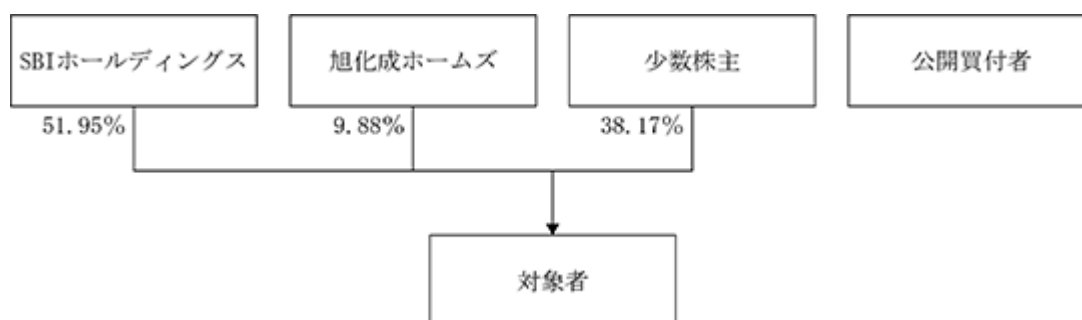 SBIホールディングス
旭化成ホームズ
少数株主
公開買付者
51.95%
9.88%
38.17%
対象者